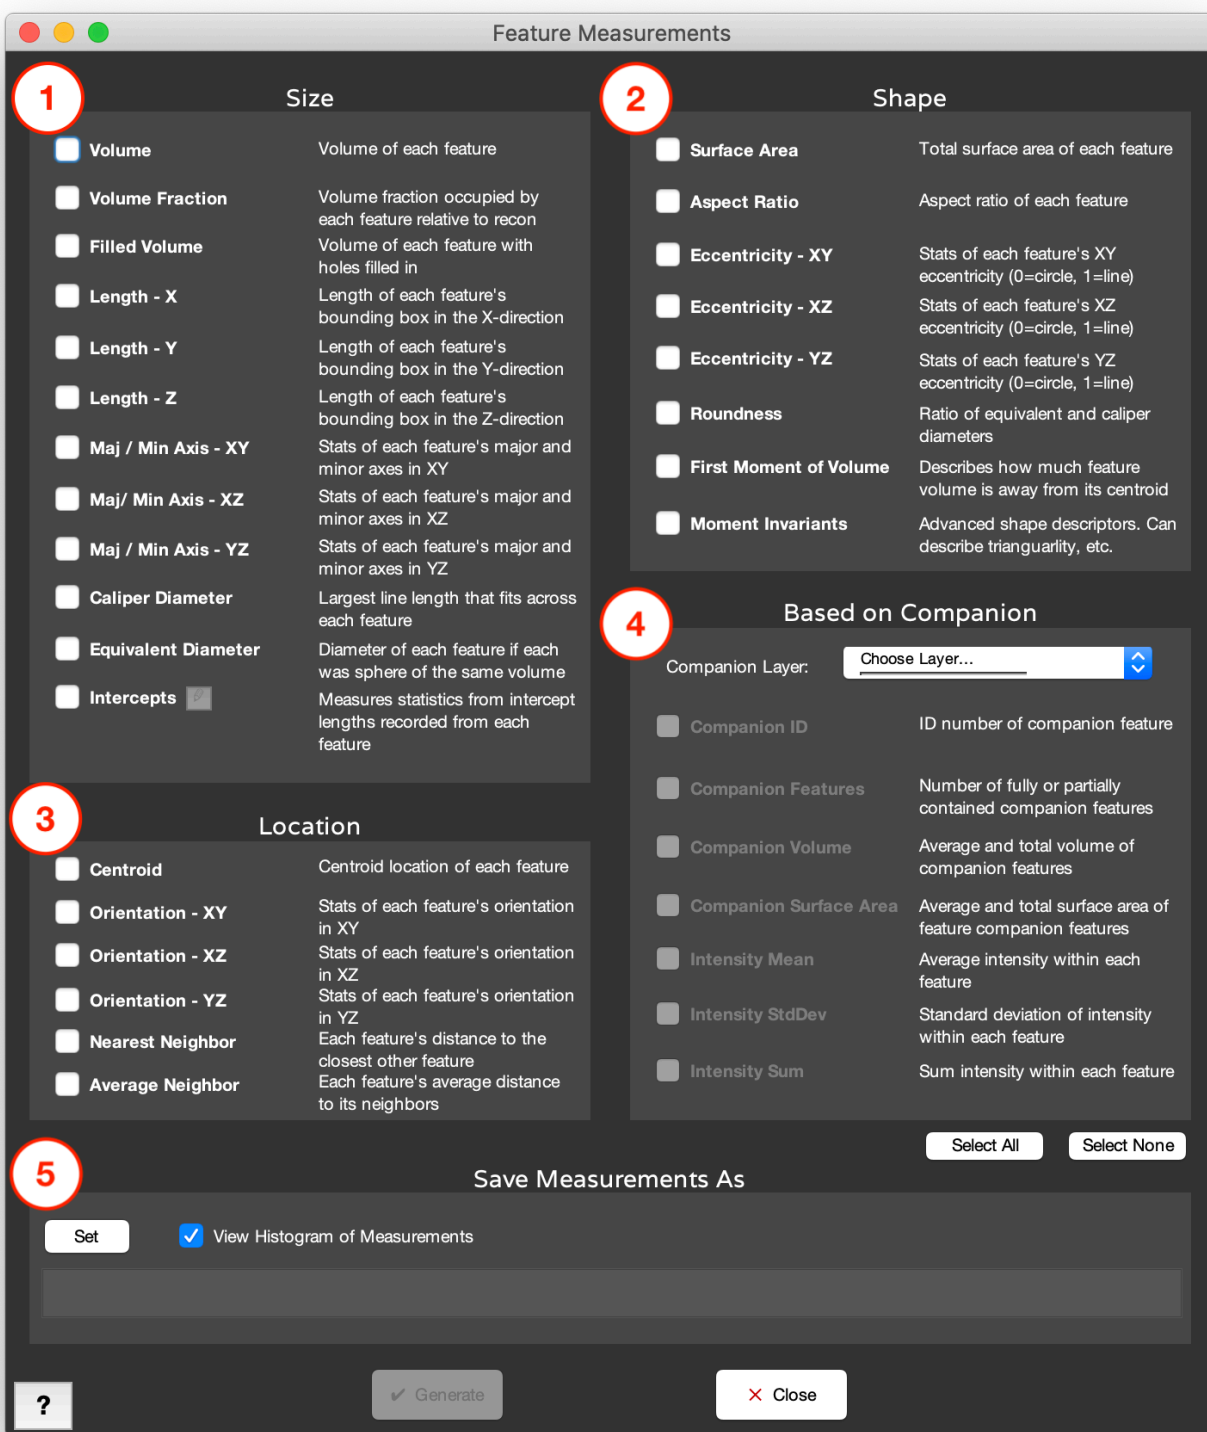 Feature Measurements
1
Size
Volume
Volume of each feature
Volume Fraction
Volume fraction occupied by
each feature relative to recon
Filled Volume
Volume of each feature with
holes filled in
Length - X
Length of each feature's
bounding box in the X-direction
Length - Y
Length of each feature's
bounding box in the Y-direction
Length - Z
Length of each feature's
bounding box in the Z-direction
Maj / Min Axis - XY
Stats of each feature's major and
minor axes in XY
Maj/ Min Axis - XZ
Stats of each feature's major and
minor axes in XZ
Maj / Min Axis - YZ
Stats of each feature's major and
minor axes in YZ
Caliper Diameter
Largest line length that fits across
each feature
Equivalent Diameter
Diameter of each feature if each
was sphere of the same volume
Intercepts
Measures statistics from intercept
lengths recorded from each
feature
2
Shape
Surface Area
Total surface area of each feature
Aspect Ratio
Aspect ratio of each feature
Eccentricity - XY
Stats of each feature's XY
eccentricity (0=circle, 1=line)
Eccentricity - XZ
Stats of each feature's XZ
eccentricity (0=circle, 1=line)
Eccentricity - YZ
Stats of each feature's YZ
eccentricity (0=circle, 1=line)
Roundness
Ratio of equivalent and caliper
diameters
First Moment of Volume
Describes how much feature
volume is away from its centroid
Moment Invariants
Advanced shape descriptors. Can
describe trianguarlity, etc.
3
Location
Centroid
Centroid location of each feature
Orientation - XY
Stats of each feature's orientation
in XY
Orientation - XZ
Stats of each feature's orientation
in XZ
Orientation - YZ
Stats of each feature's orientation
in YZ
Nearest Neighbor
Each feature's distance to the
closest other feature
Average Neighbor
Each feature's average distance
to its neighbors
4
Based on Companion
Companion Layer:
Choose Layer...
Companion ID
ID number of companion feature
Companion Features
Number of fully or partially
contained companion features
Companion Volume
Average and total volume of
companion features
Companion Surface Area
Average and total surface area of
feature companion features
Intensity Mean
Average intensity within each
feature
Intensity StdDev
Standard deviation of intensity
within each feature
Intensity Sum
Sum intensity within each feature
Select All
Select None
5
Save Measurements As
Set
View Histogram of Measurements
?
Generate
Close